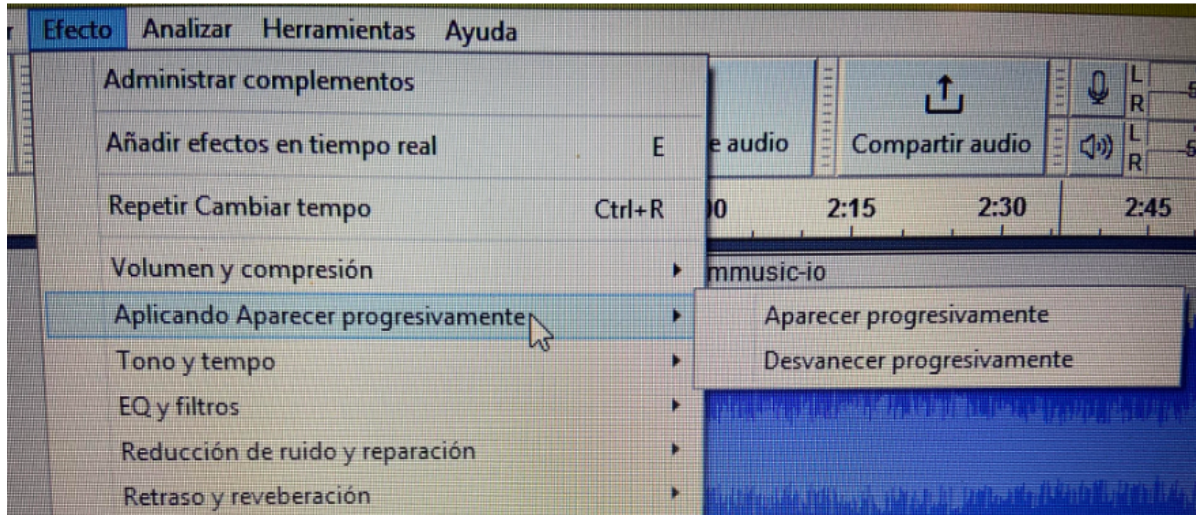 Efecto Analizar Herramientas Ayuda
Administrar complementos
Añadir efectos en tiempo real E
Repetir Cambiar tempo Ctrl+R
Volumen y compresión
Aplicando Aparecer progresivamente
Tono y tempo
EQ y filtros
Reducción de ruido y reparación
Retraso y reveberación
Aparecer progresivamente
Desvanecer progresivamente
e audio
Compartir audio
L
R
L
R
2:15 2:30 2:45
mmusic-io